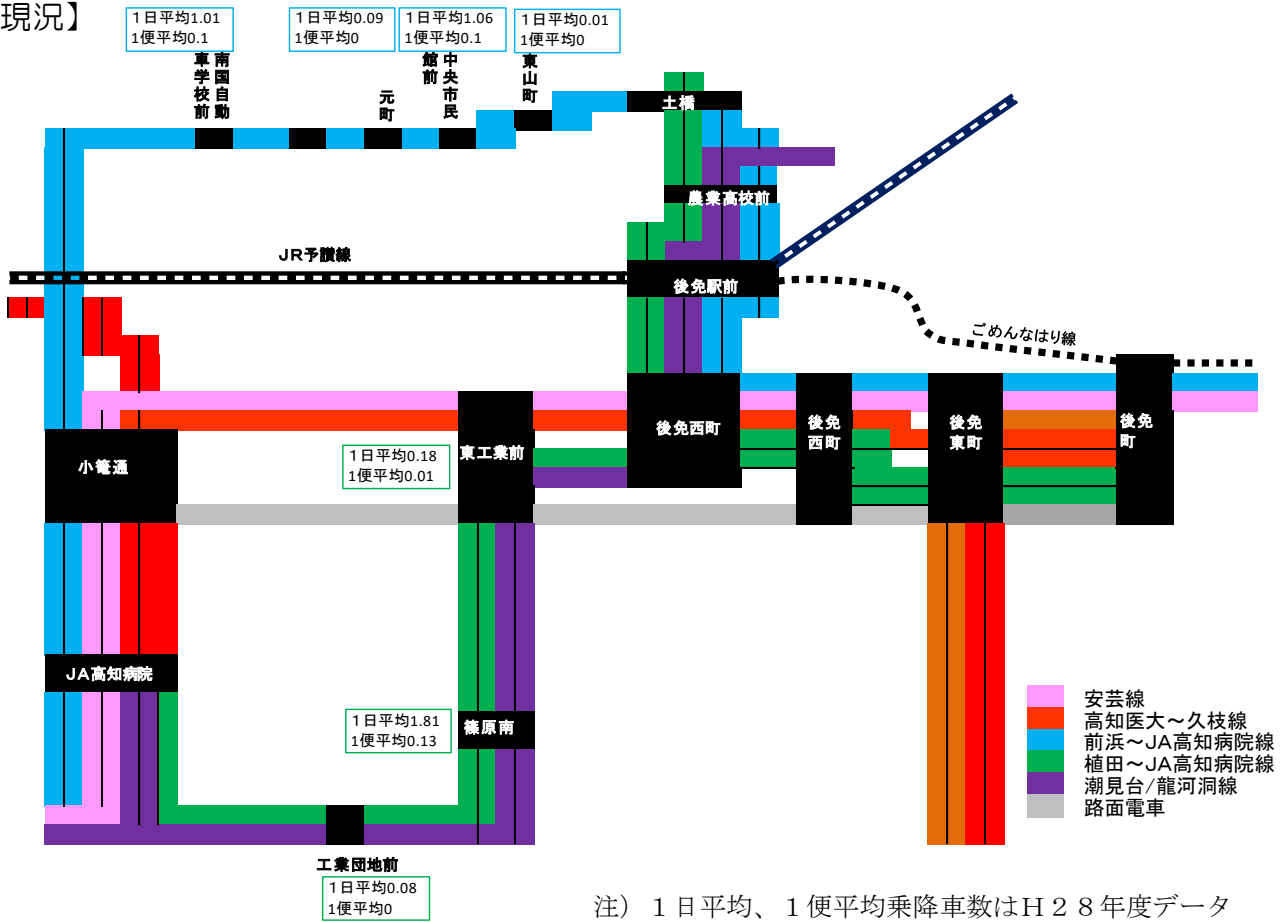 現況】
1日平均1.01
1便平均0.1
1日平均0.09
1便平均0
1日平均1.06
1便平均0.1
1日平均0.01
1便平均0
南国自動
車学校前
元町
中央市民
館前
東山町
土橋
農業高校前
JR予讃線
後免駅前
ごめんなはり線
小篭通
1日平均0.18
1便平均0.01
東工業前
後免西町
後免
西町
後免
東町
後免
町
JA高知病院
1日平均1.81
1便平均0.13
篠原南
工業団地前
1日平均0.08
1便平均0
安芸線
高知医大～久枝線
前浜～JA高知病院線
植田～JA高知病院線
潮見台/龍河洞線
路面電車
注）１日平均、１便平均乗降車数はＨ２８年度データ